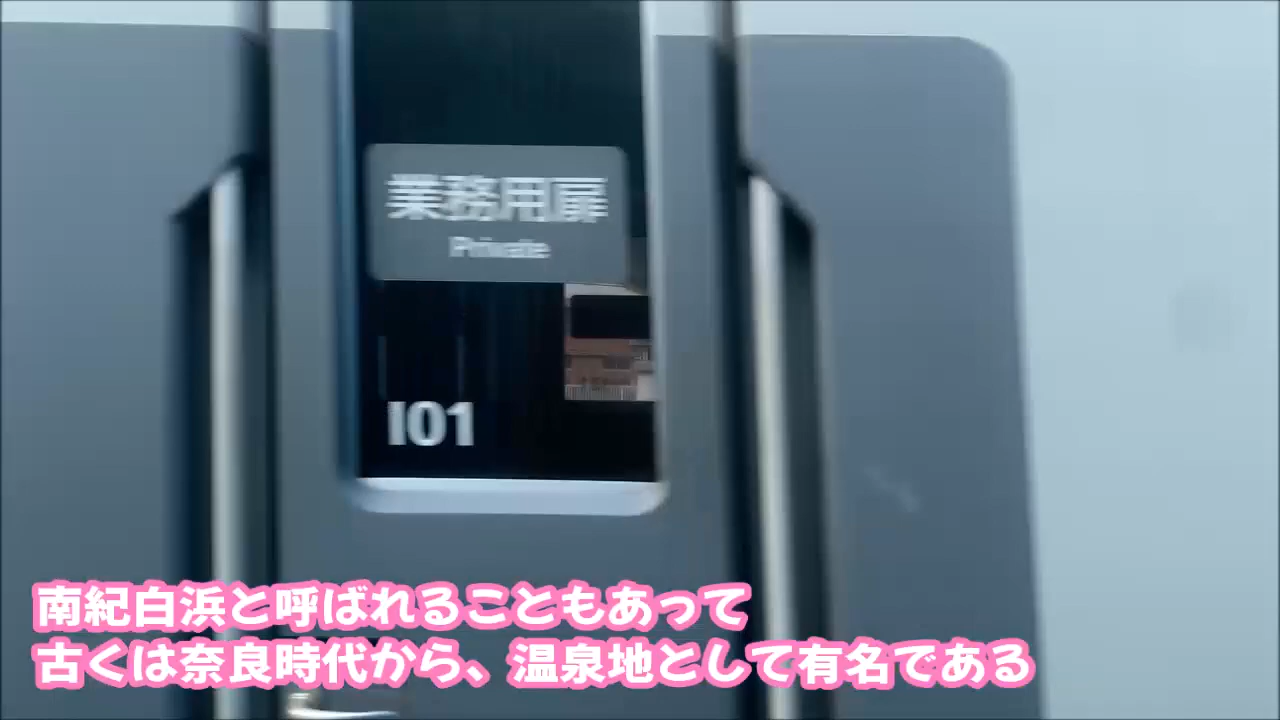 業務用扉
Private
101
南紀白浜と呼ばれることもあって
古くは奈良時代から、温泉地として有名である